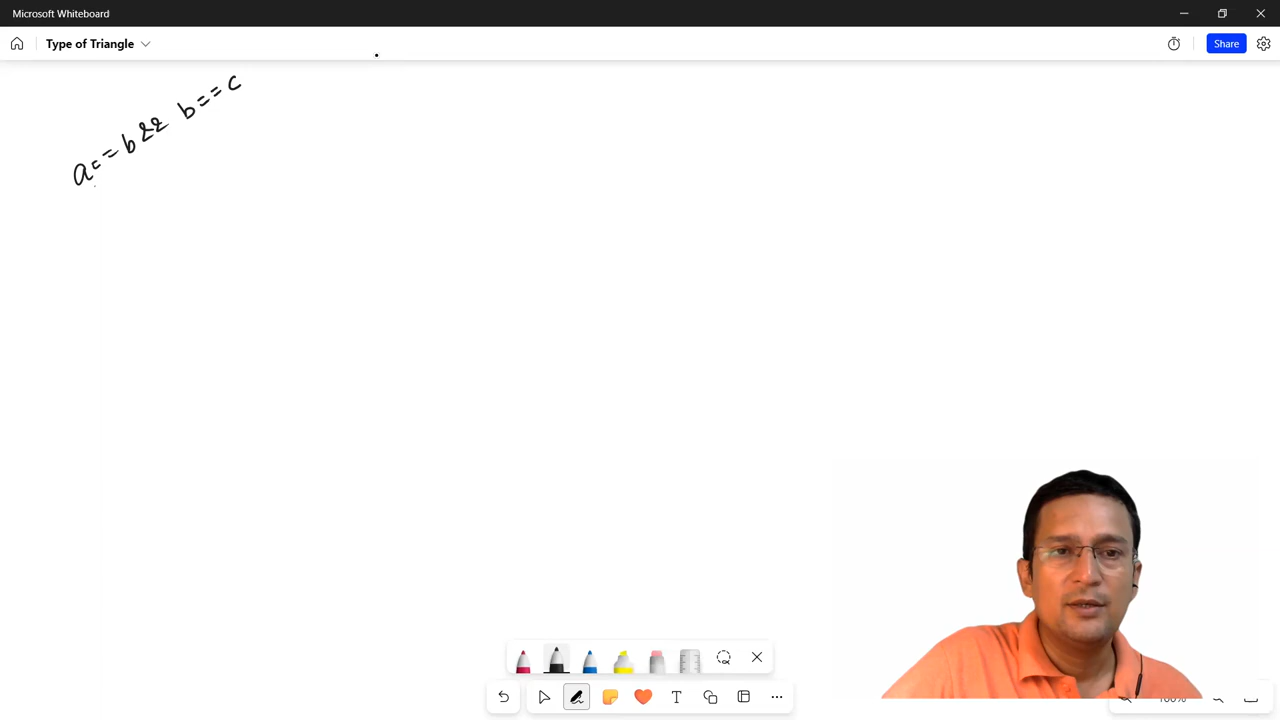 Microsoft Whiteboard
Type of Triangle
Share
a==b && b==c
T